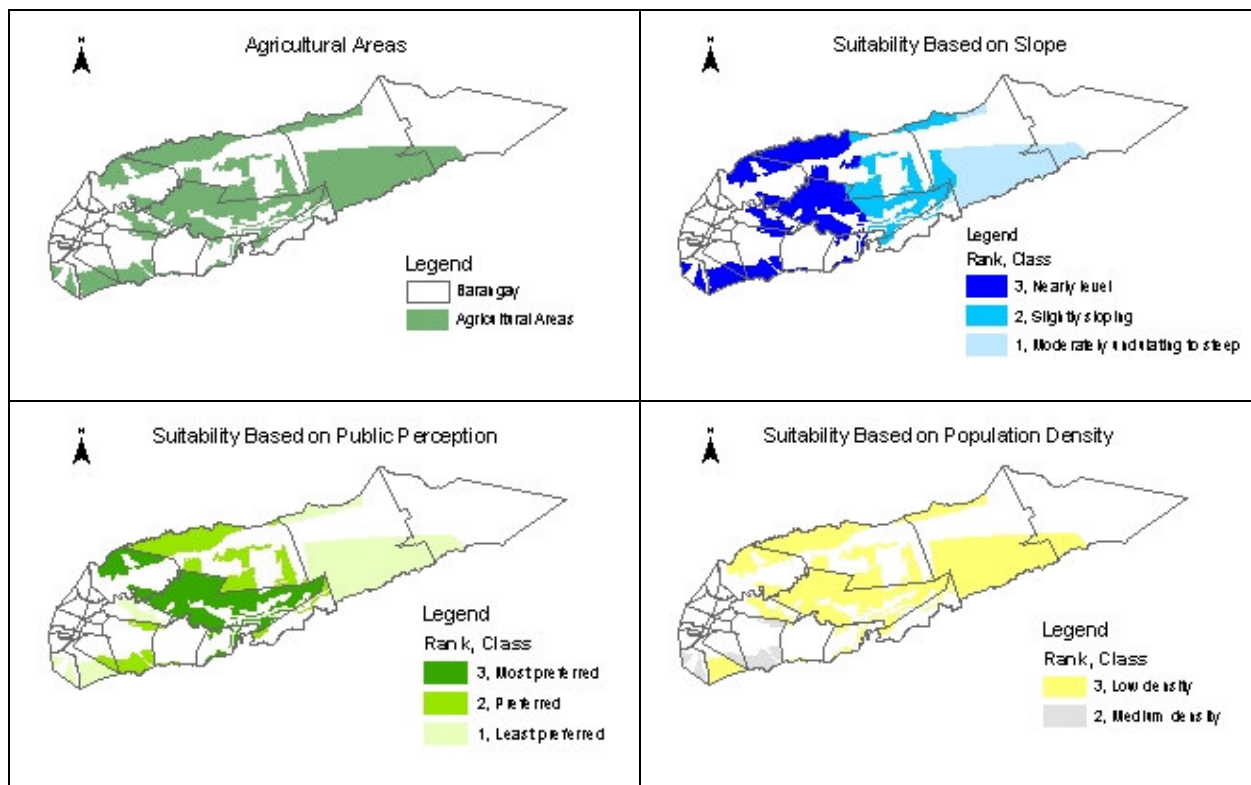 N
Agricultural Areas
Legend
Barangay
Agricultural Areas
N
Suitability Based on Slope
Legend
Rank, Class
3, Nearly level
2, Slightly sloping
1, Moderately undulating to steep
N
Suitability Based on Public Perception
Legend
Rank, Class
3, Most preferred
2, Preferred
1, Least preferred
N
Suitability Based on Population Density
Legend
Rank, Class
3, Low density
2, Medium density